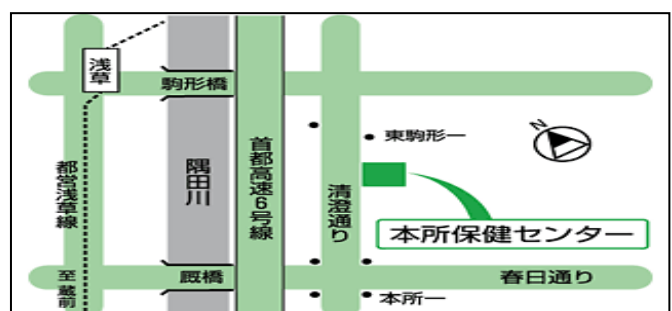 浅草
駒形橋
東駒形一
N
都営浅草線
隅田川
首都高速6号線
清澄通り
本所保健センター
至蔵前
厩橋
春日通り
本所一